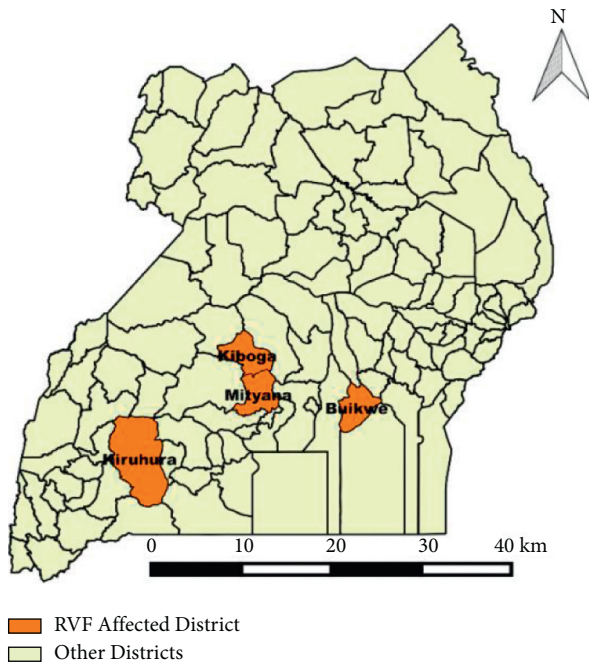 N
Kiboga
Mityana
Buikwe
Kiruhura
0 10 20 30 40 km
RVF Affected District
Other Districts